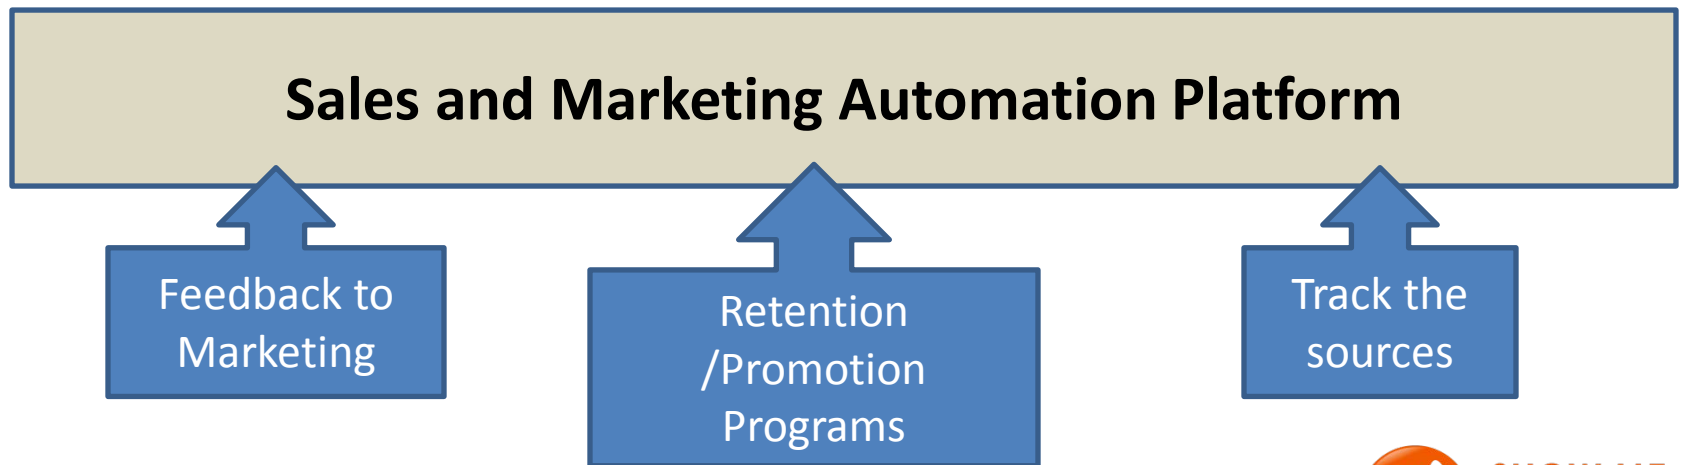 Sales and Marketing Automation Platform
Feedback to
Marketing
Retention
/Promotion
Programs
Track the
sources